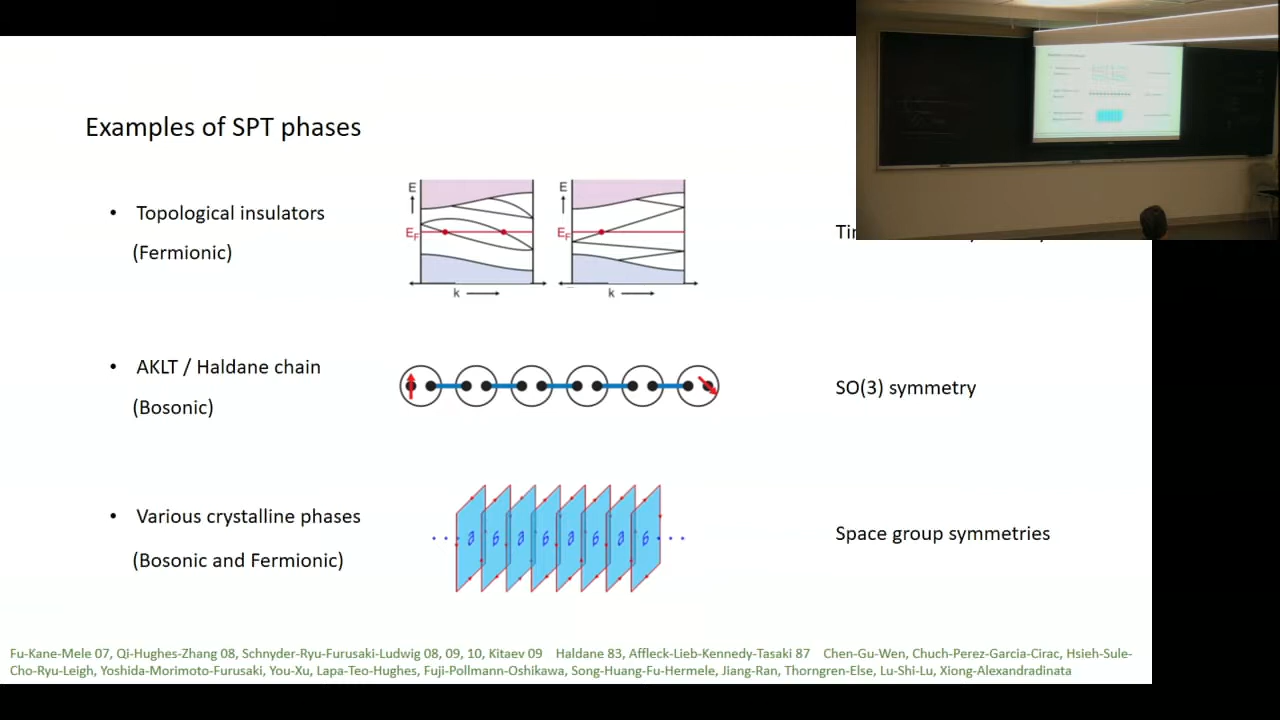 Examples of SPT phases
• Topological insulators
(Fermionic)
E
E_F
k
E
E_F
k
• AKLT / Haldane chain
(Bosonic)
SO(3) symmetry
• Various crystalline phases
(Bosonic and Fermionic)
Space group symmetries
Fu-Kane-Mele 07, Qi-Hughes-Zhang 08, Schnyder-Ryu-Furusaki-Ludwig 08, 09, 10, Kitaev 09 Haldane 83, Affleck-Lieb-Kennedy-Tasaki 87 Chen-Gu-Wen, Chuch-Perez-Garcia-Cirac, Hsieh-Sule-
Cho-Ryu-Leigh, Yoshida-Morimoto-Furusaki, You-Xu, Lapa-Teo-Hughes, Fuji-Pollmann-Oshikawa, Song-Huang-Fu-Hermele, Jiang-Ran, Thorngren-Else, Lu-Shi-Lu, Xiong-Alexandradinata